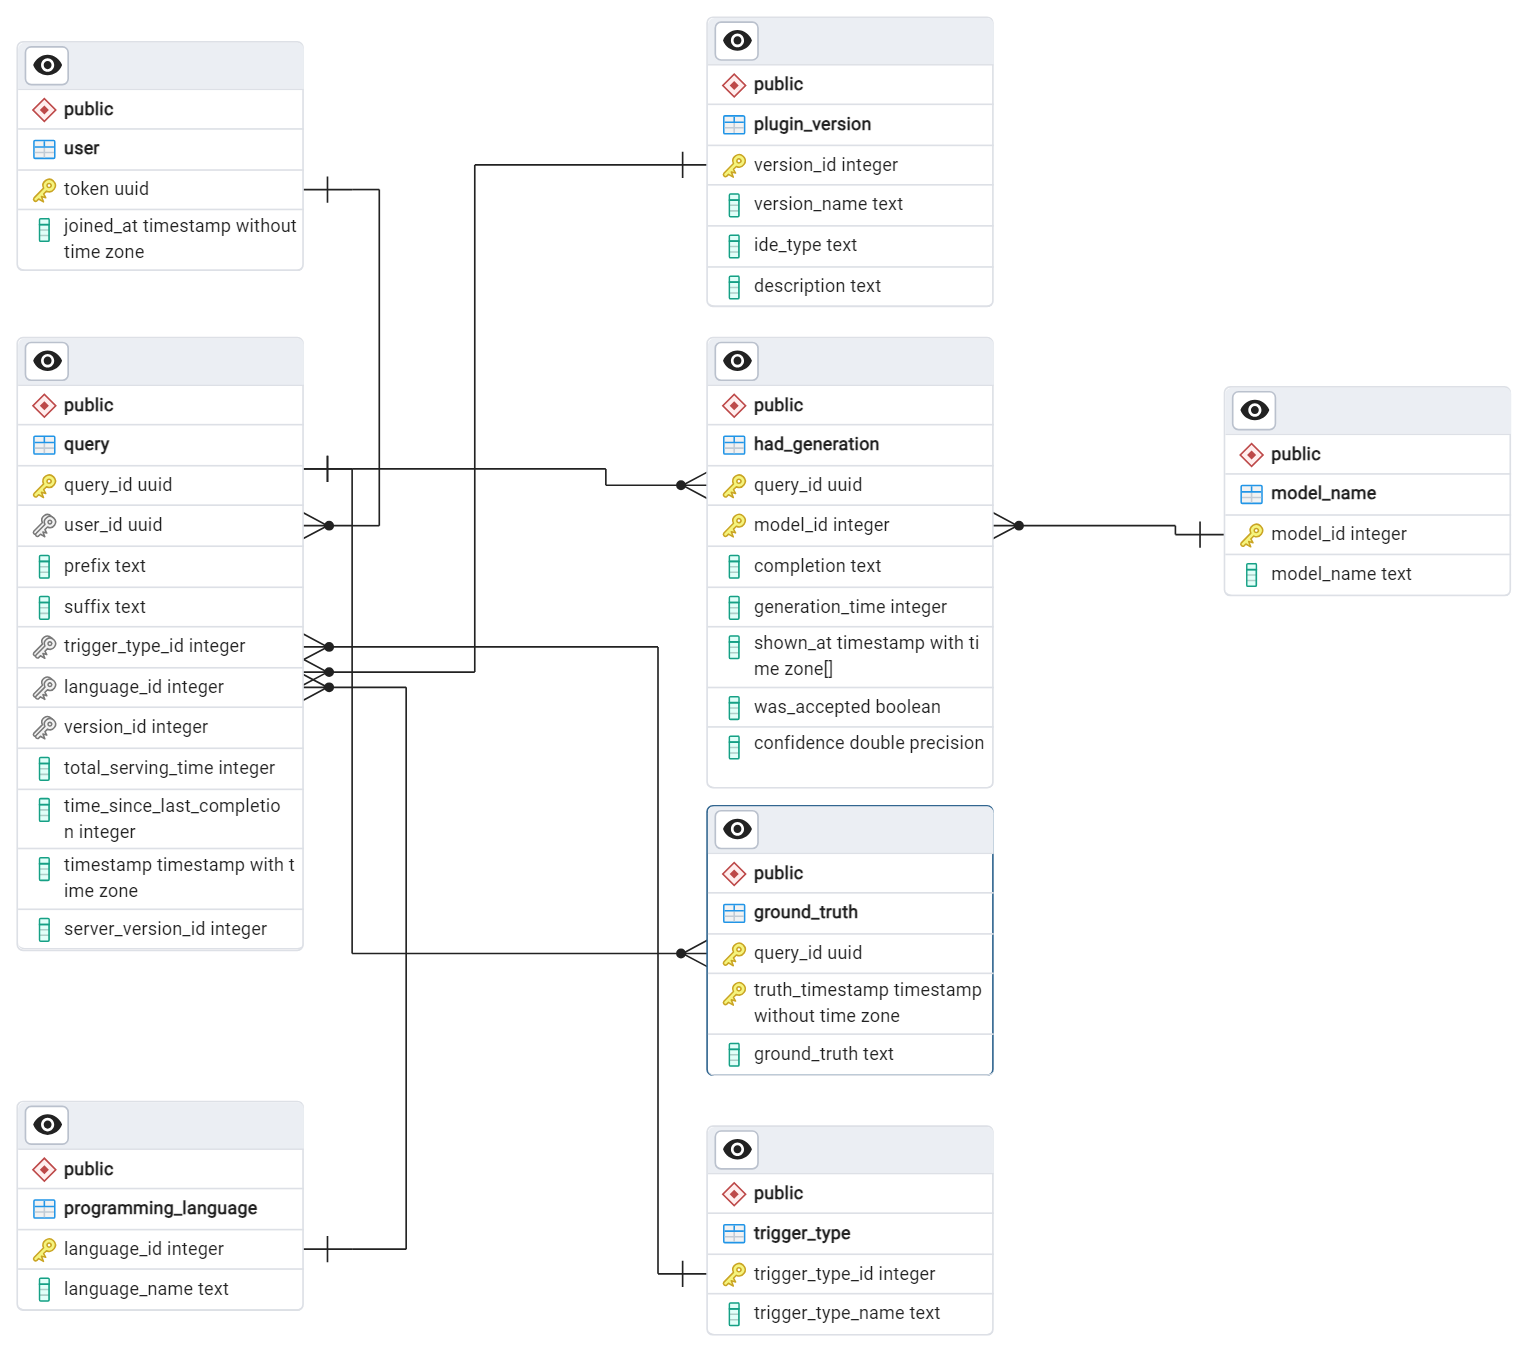 public
user
token uuid
joined_at timestamp without
time zone
public
query
query_id uuid
user_id uuid
prefix text
suffix text
trigger_type_id integer
language_id integer
version_id integer
total_serving_time integer
time_since_last_completio
n integer
timestamp timestamp with t
ime zone
server_version_id integer
public
programming_language
language_id integer
language_name text
public
plugin_version
version_id integer
version_name text
ide_type text
description text
public
had_generation
query_id uuid
model_id integer
completion text
generation_time integer
shown_at timestamp with ti
me zone[]
was_accepted boolean
confidence double precision
public
ground_truth
query_id uuid
truth_timestamp timestamp
without time zone
ground_truth text
public
trigger_type
trigger_type_id integer
trigger_type_name text
public
model_name
model_id integer
model_name text